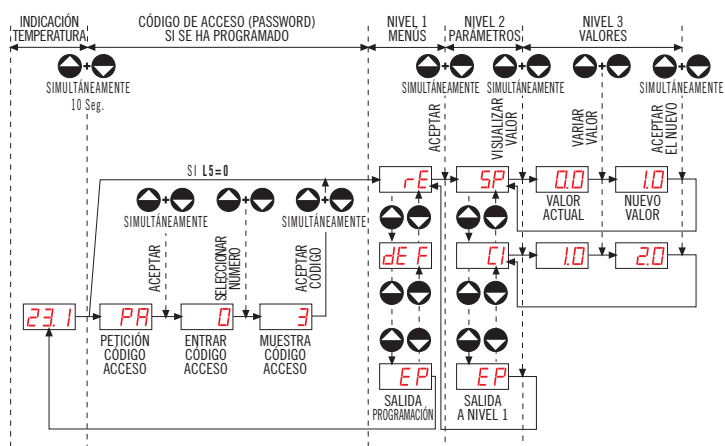 INDICACIÓN
TEMPERATURA
CÓDIGO DE ACCESO (PASSWORD)
SI SE HA PROGRAMADO
NIVEL 1
MENÚS
NIVEL 2
PARÁMETROS
NIVEL 3
VALORES
+
SIMULTÁNEAMENTE
10 Seg.
+
SIMULTÁNEAMENTE
+
SIMULTÁNEAMENTE
+
+
SIMULTÁNEAMENTE
ACEPTAR
VISUALIZAR
VALOR
VARIAR
VALOR
ACEPTAR
EL NUEVO
SI L5=0
rE
SP
0.0
1.0
VALOR
ACTUAL
NUEVO
VALOR
+
SIMULTÁNEAMENTE
+
+
SIMULTÁNEAMENTE
ACEPTAR
SELECCIONAR
NÚMERO
ACEPTAR
CÓDIGO
dEF
C1
1.0
2.0
23.1
PA
0
3
PETICIÓN
CÓDIGO
ACCESO
ENTRAR
CÓDIGO
ACCESO
MUESTRA
CÓDIGO
ACCESO
EP
EP
SALIDA
PROGRAMACIÓN
SALIDA
A NIVEL 1